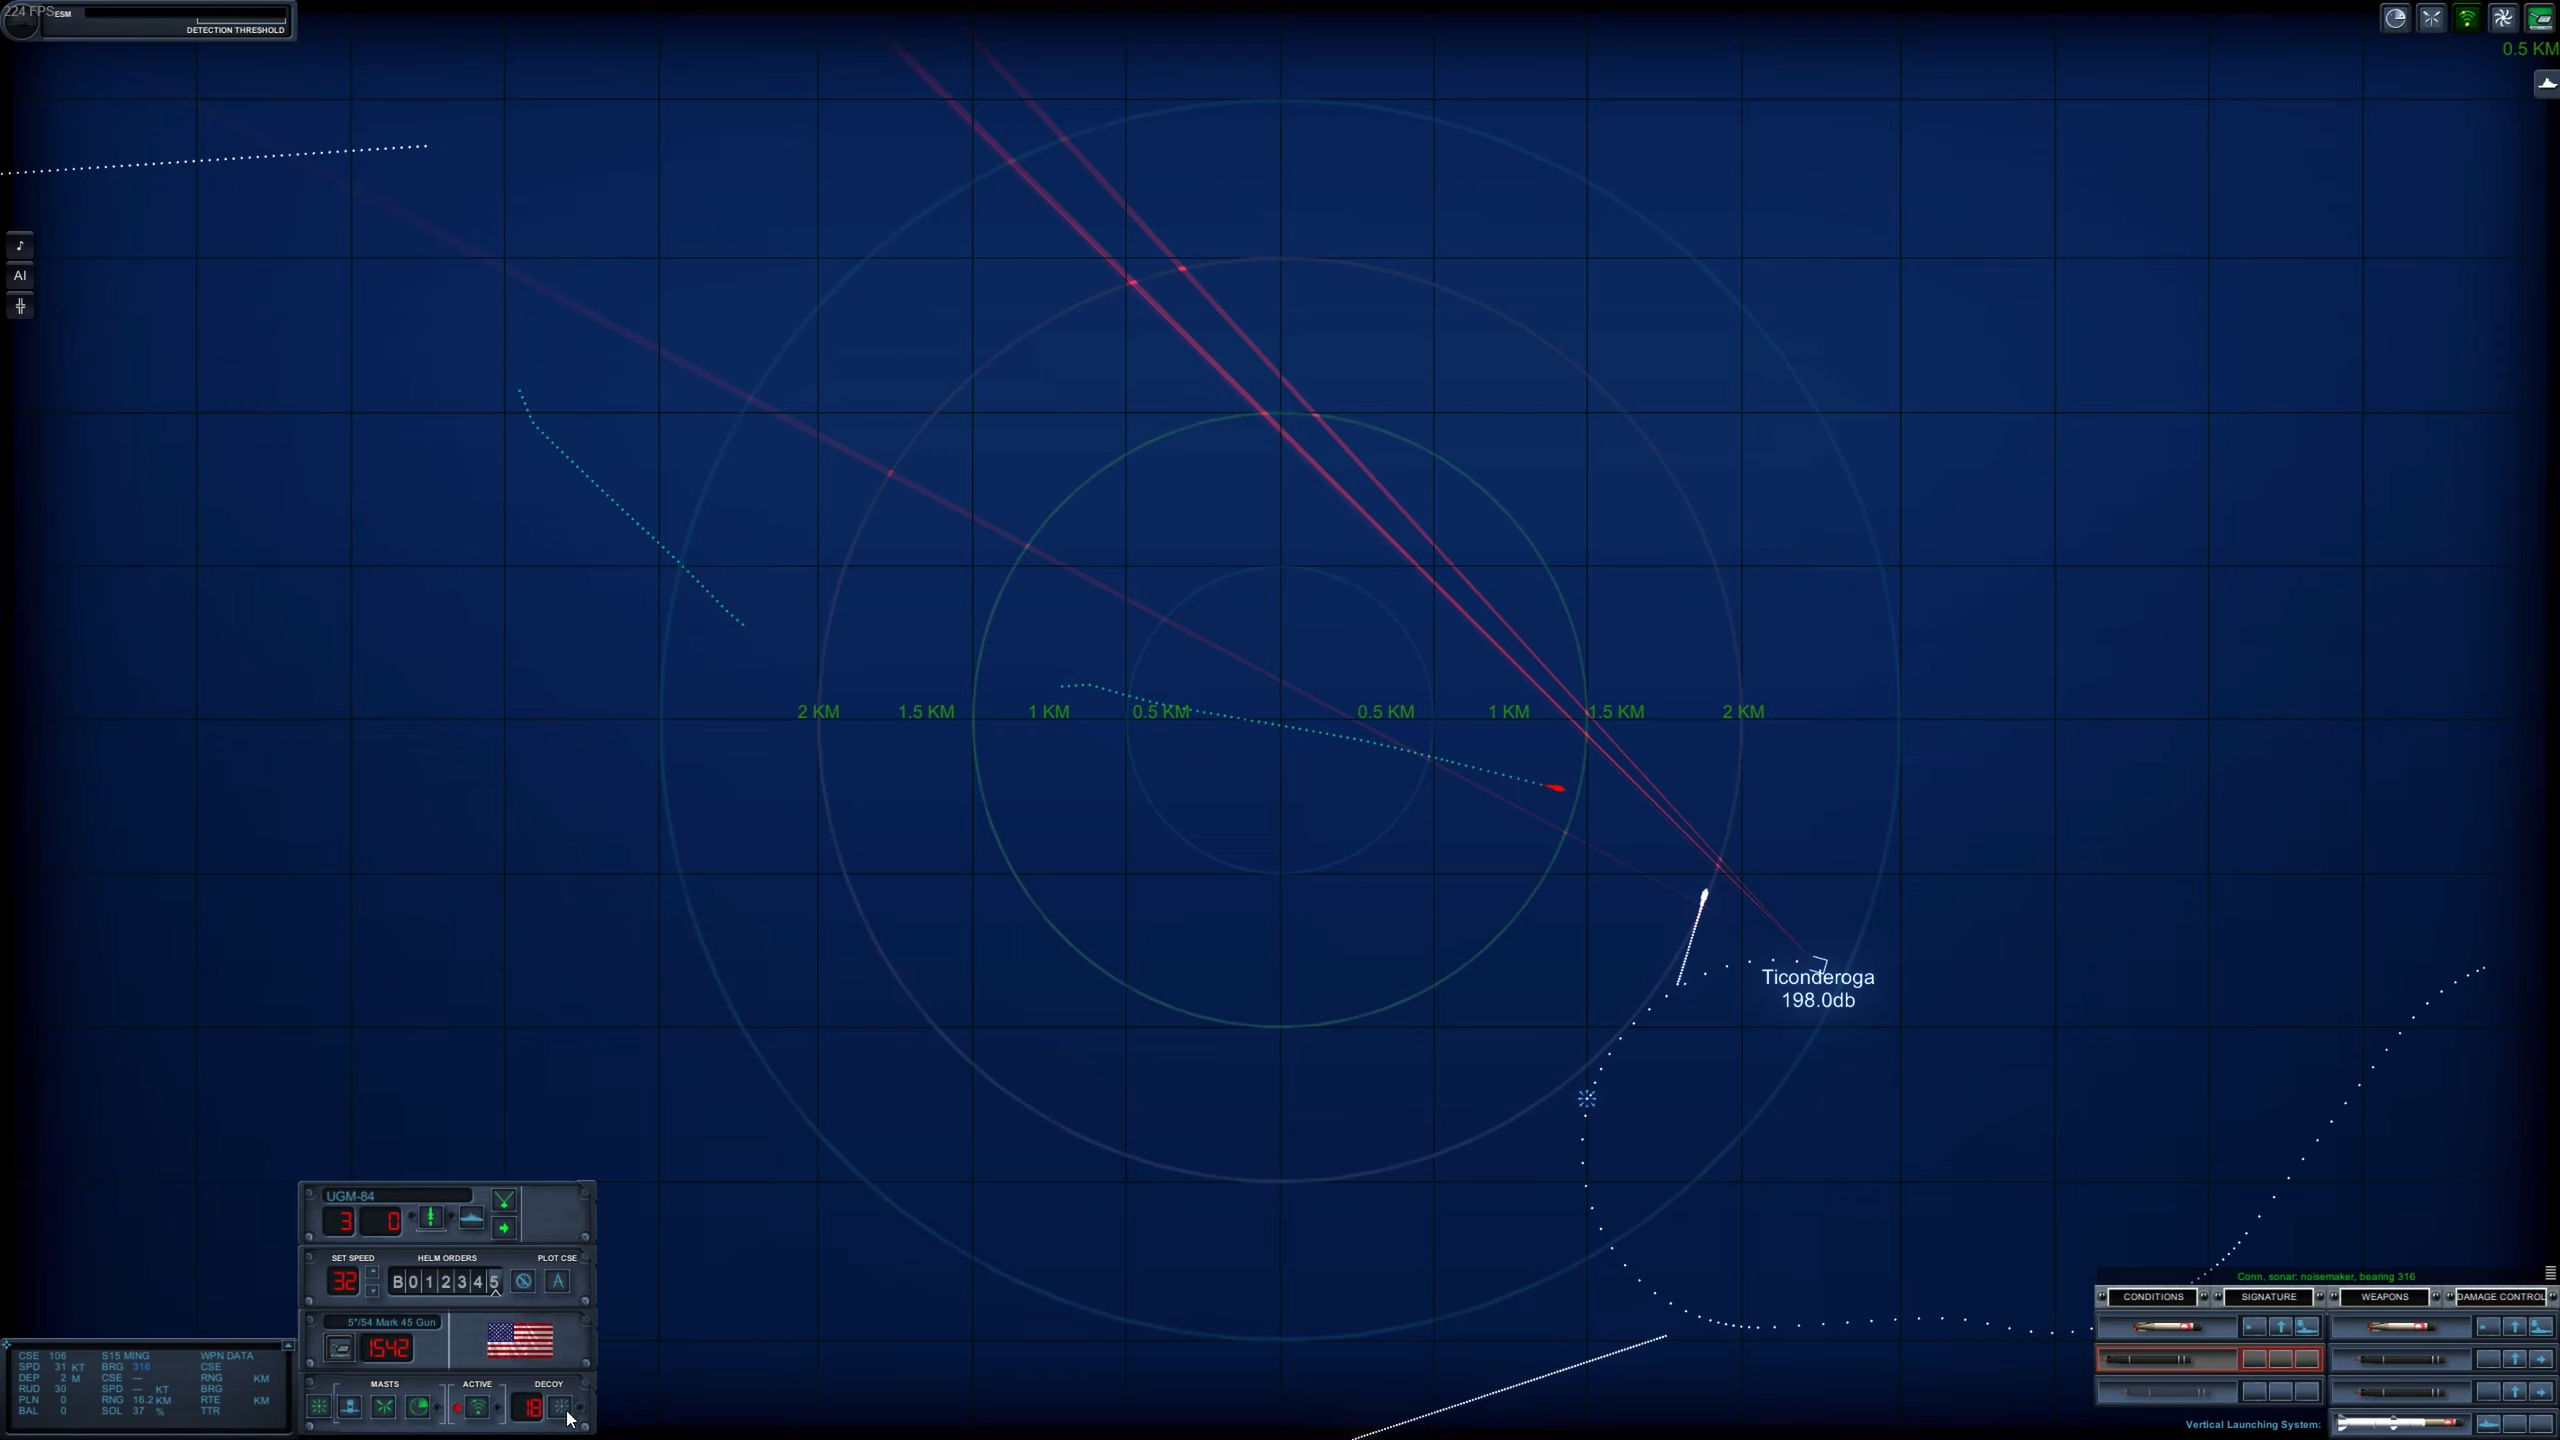 224 FPS
ESM
DETECTION THRESHOLD
0.5 KM
AI
2 KM
1.5 KM
1 KM
0.5 KM
0.5 KM
1 KM
1.5 KM
2 KM
Ticonderoga
198.0db
UGM-84
3 0
SET SPEED HELM ORDERS PLOT CSE
32 B 0 1 2 3 4 5
5"/54 Mark 45 Gun
1542
MASTS ACTIVE DECOY
18
CSE 106 S15 MING WPN DATA
SPD 31 KT BRG 316 CSE
DEP 2 M CSE — RNG KM
RUD 30 SPD — KT BRG
PLN 0 RNG 16.2 KM RTE KM
BAL 0 SOL 37 % TTR
Conn, sonar: noisemaker, bearing 316
CONDITIONS SIGNATURE WEAPONS DAMAGE CONTROL
Vertical Launching System: